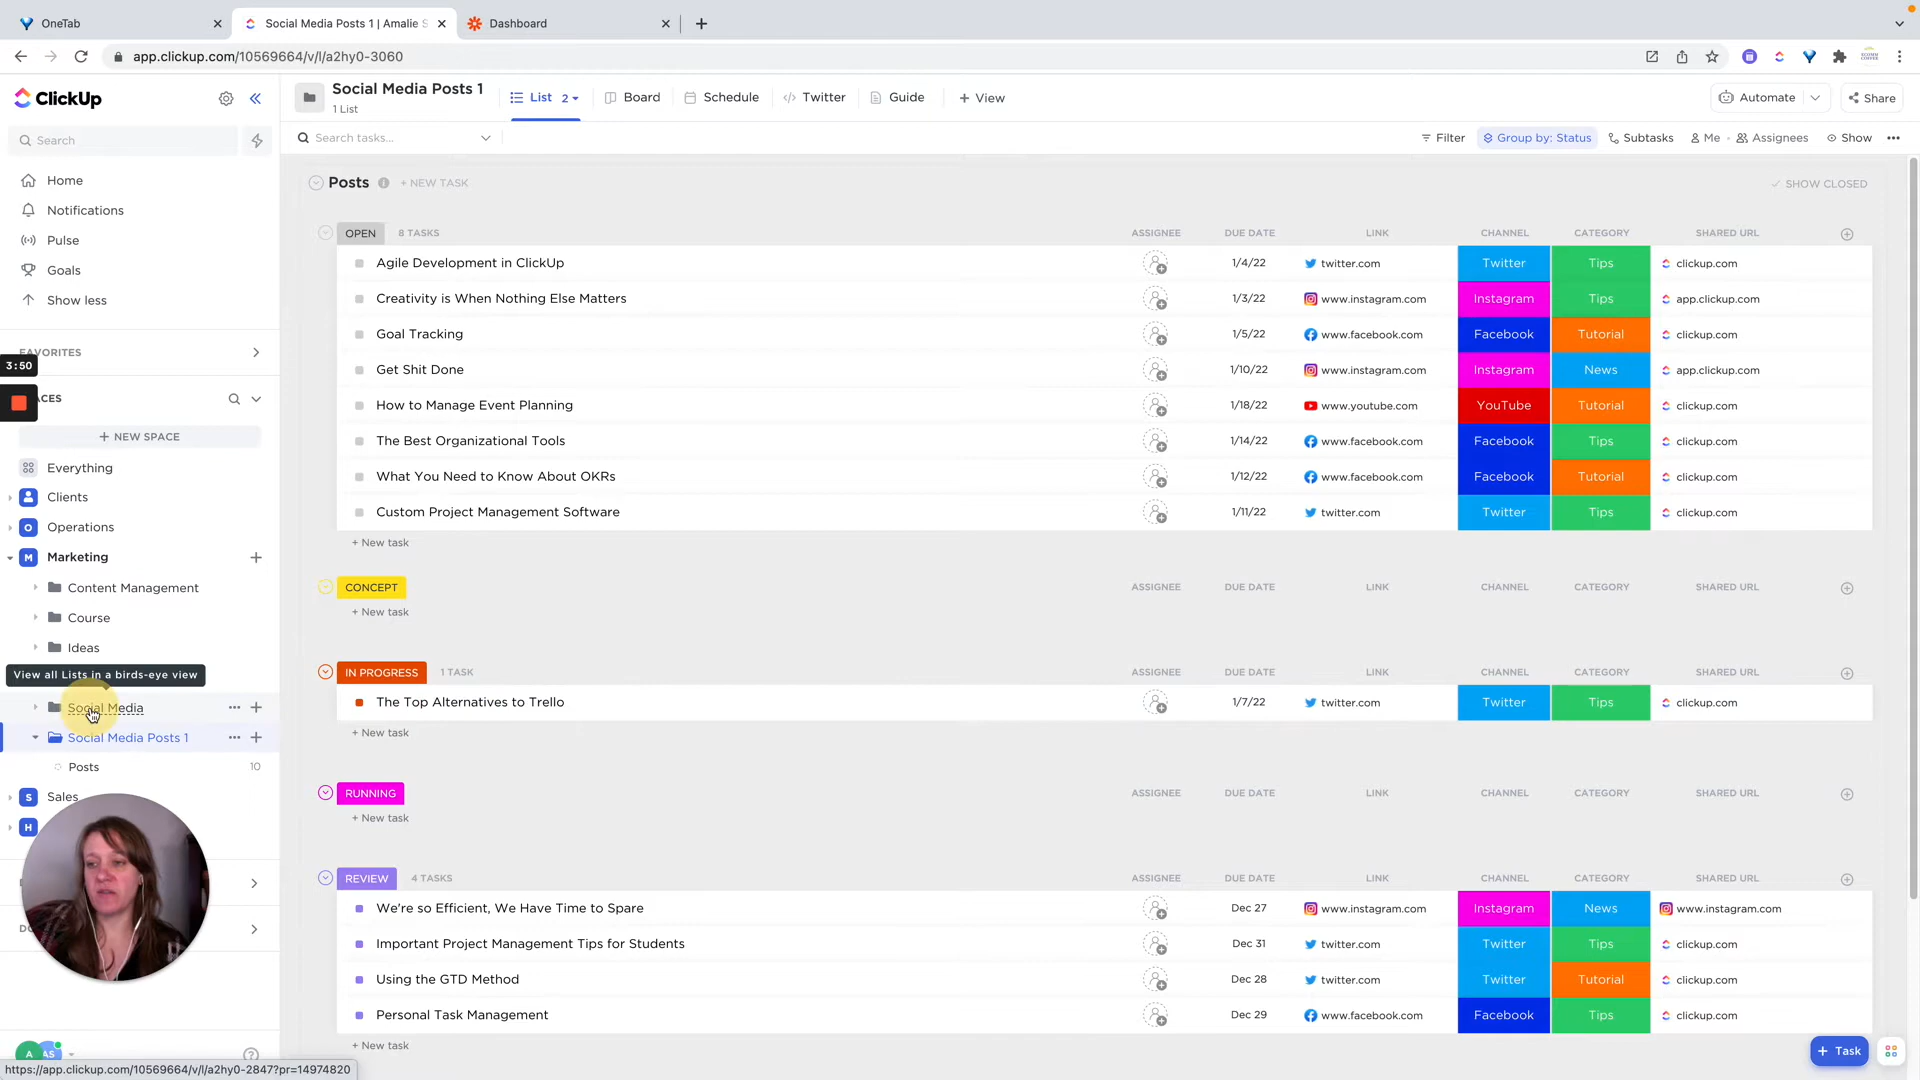 OneTab
Social Media Posts 1 | Amalie S
Dashboard
app.clickup.com/10569664/v/l/a2hy0-3060
ClickUp
Search
Home
Notifications
Pulse
Goals
Show less
FAVORITES
3:50
ACES
+ NEW SPACE
Everything
Clients
O
Operations
M
Marketing
Content Management
Course
Ideas
View all Lists in a birds-eye view
Social Media
Social Media Posts 1
Posts 10
S
Sales
H
A AS
https://app.clickup.com/10569664/v/l/a2hy0-2847?pr=14974820
Social Media Posts 1
1 List
List 2
Board
Schedule
Twitter
Guide
+ View
Automate
Share
Search tasks...
Filter
Group by: Status
Subtasks
Me
Assignees
Show
Posts
+ NEW TASK
SHOW CLOSED
OPEN 8 TASKS ASSIGNEE DUE DATE LINK CHANNEL CATEGORY SHARED URL
Agile Development in ClickUp 1/4/22 twitter.com Twitter Tips clickup.com
Creativity is When Nothing Else Matters 1/3/22 www.instagram.com Instagram Tips app.clickup.com
Goal Tracking 1/5/22 www.facebook.com Facebook Tutorial clickup.com
Get Shit Done 1/10/22 www.instagram.com Instagram News app.clickup.com
How to Manage Event Planning 1/18/22 www.youtube.com YouTube Tutorial clickup.com
The Best Organizational Tools 1/14/22 www.facebook.com Facebook Tips clickup.com
What You Need to Know About OKRs 1/12/22 www.facebook.com Facebook Tutorial clickup.com
Custom Project Management Software 1/11/22 twitter.com Twitter Tips clickup.com
+ New task
CONCEPT ASSIGNEE DUE DATE LINK CHANNEL CATEGORY SHARED URL
+ New task
IN PROGRESS 1 TASK ASSIGNEE DUE DATE LINK CHANNEL CATEGORY SHARED URL
The Top Alternatives to Trello 1/7/22 twitter.com Twitter Tips clickup.com
+ New task
RUNNING ASSIGNEE DUE DATE LINK CHANNEL CATEGORY SHARED URL
+ New task
REVIEW 4 TASKS ASSIGNEE DUE DATE LINK CHANNEL CATEGORY SHARED URL
We're so Efficient, We Have Time to Spare Dec 27 www.instagram.com Instagram News www.instagram.com
Important Project Management Tips for Students Dec 31 twitter.com Twitter Tips clickup.com
Using the GTD Method Dec 28 twitter.com Twitter Tutorial clickup.com
Personal Task Management Dec 29 www.facebook.com Facebook Tips clickup.com
+ New task
+ Task